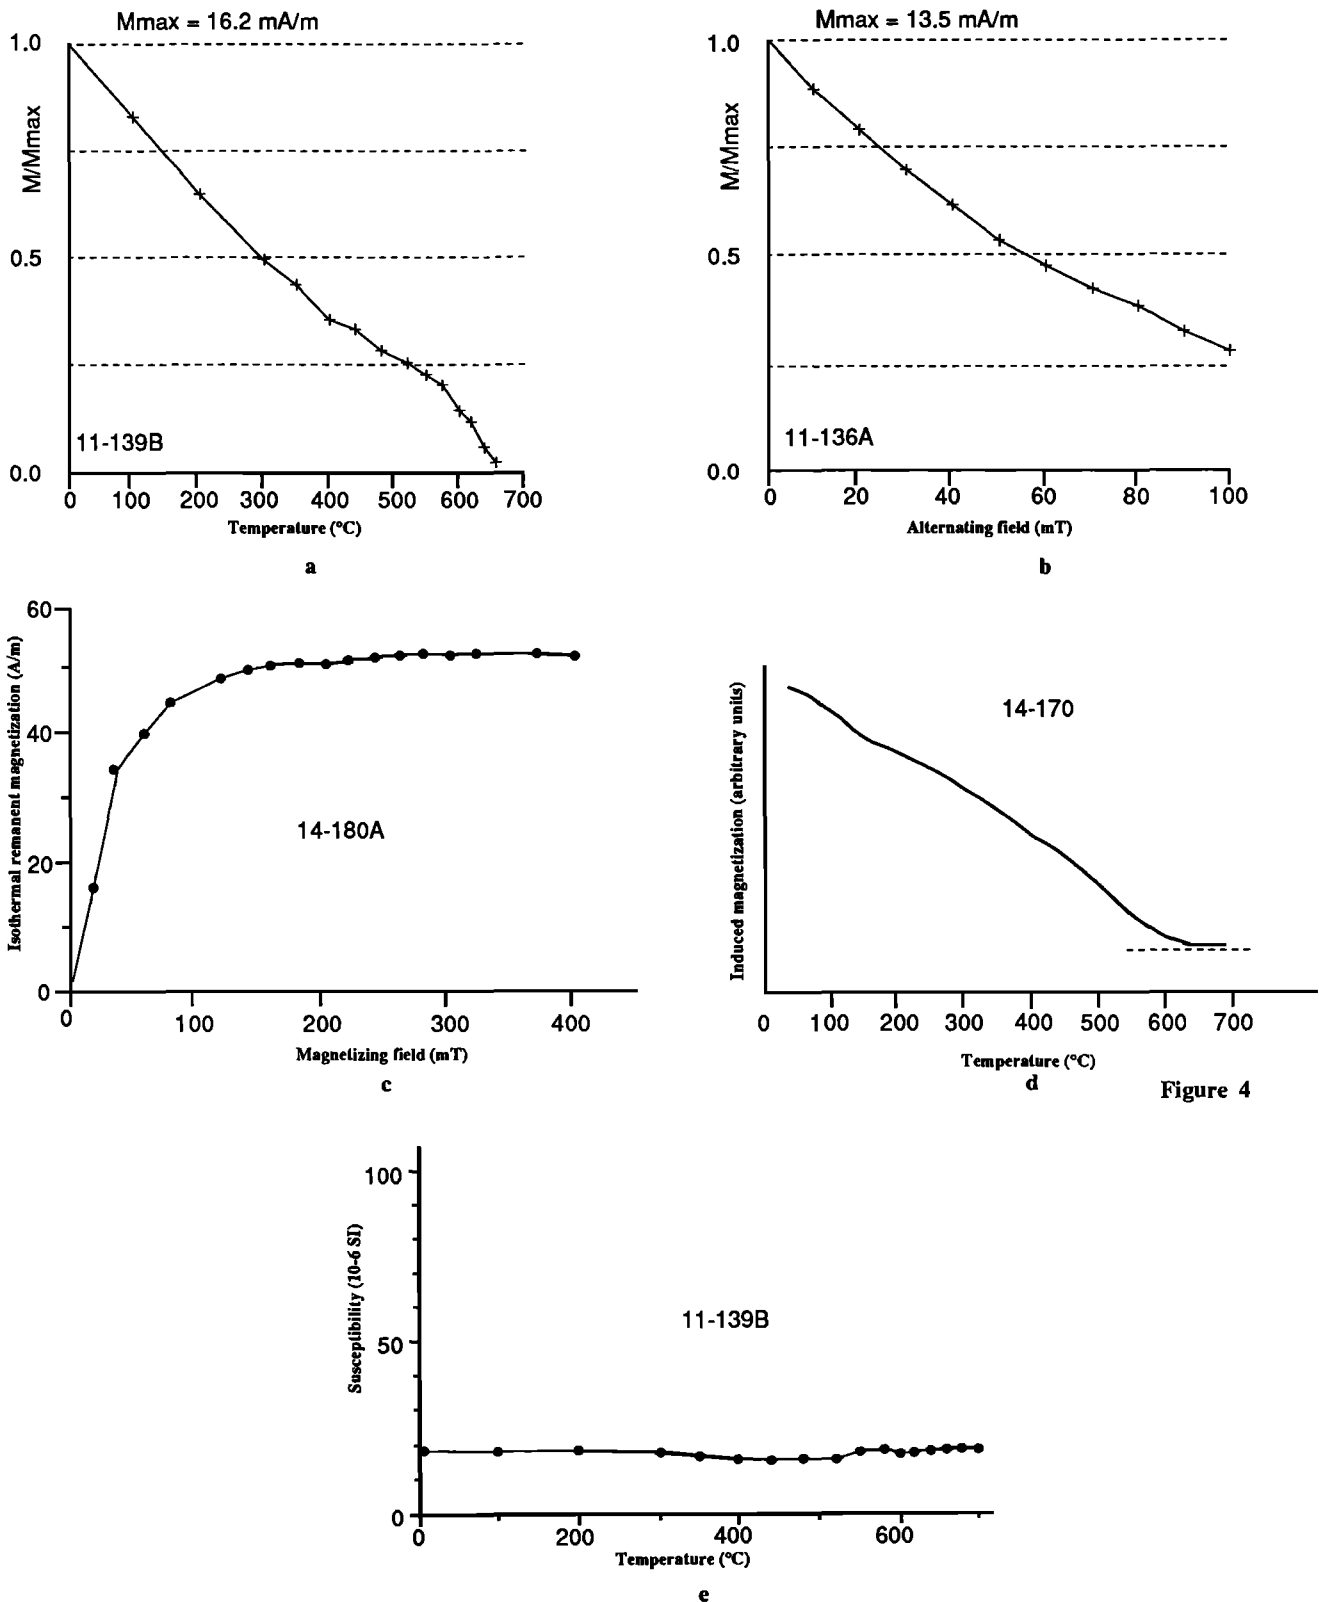 Mmax = 16.2 mA/m
1.0
M/Mmax
0.5
11-139B
0.0
0 100 200 300 400 500 600 700
Temperature (°C)
a
Mmax = 13.5 mA/m
1.0
M/Mmax
0.5
11-136A
0.0
0 20 40 60 80 100
Alternating field (mT)
b
60
Isothermal remanent magnetization (A/m)
40
14-180A
20
0
0 100 200 300 400
Magnetizing field (mT)
c
14-170
Induced magnetization (arbitrary units)
0 100 200 300 400 500 600 700
Temperature (°C)
d
Figure 4
100
Susceptibility (10-6 SI)
11-139B
50
0
0 200 400 600
Temperature (°C)
e